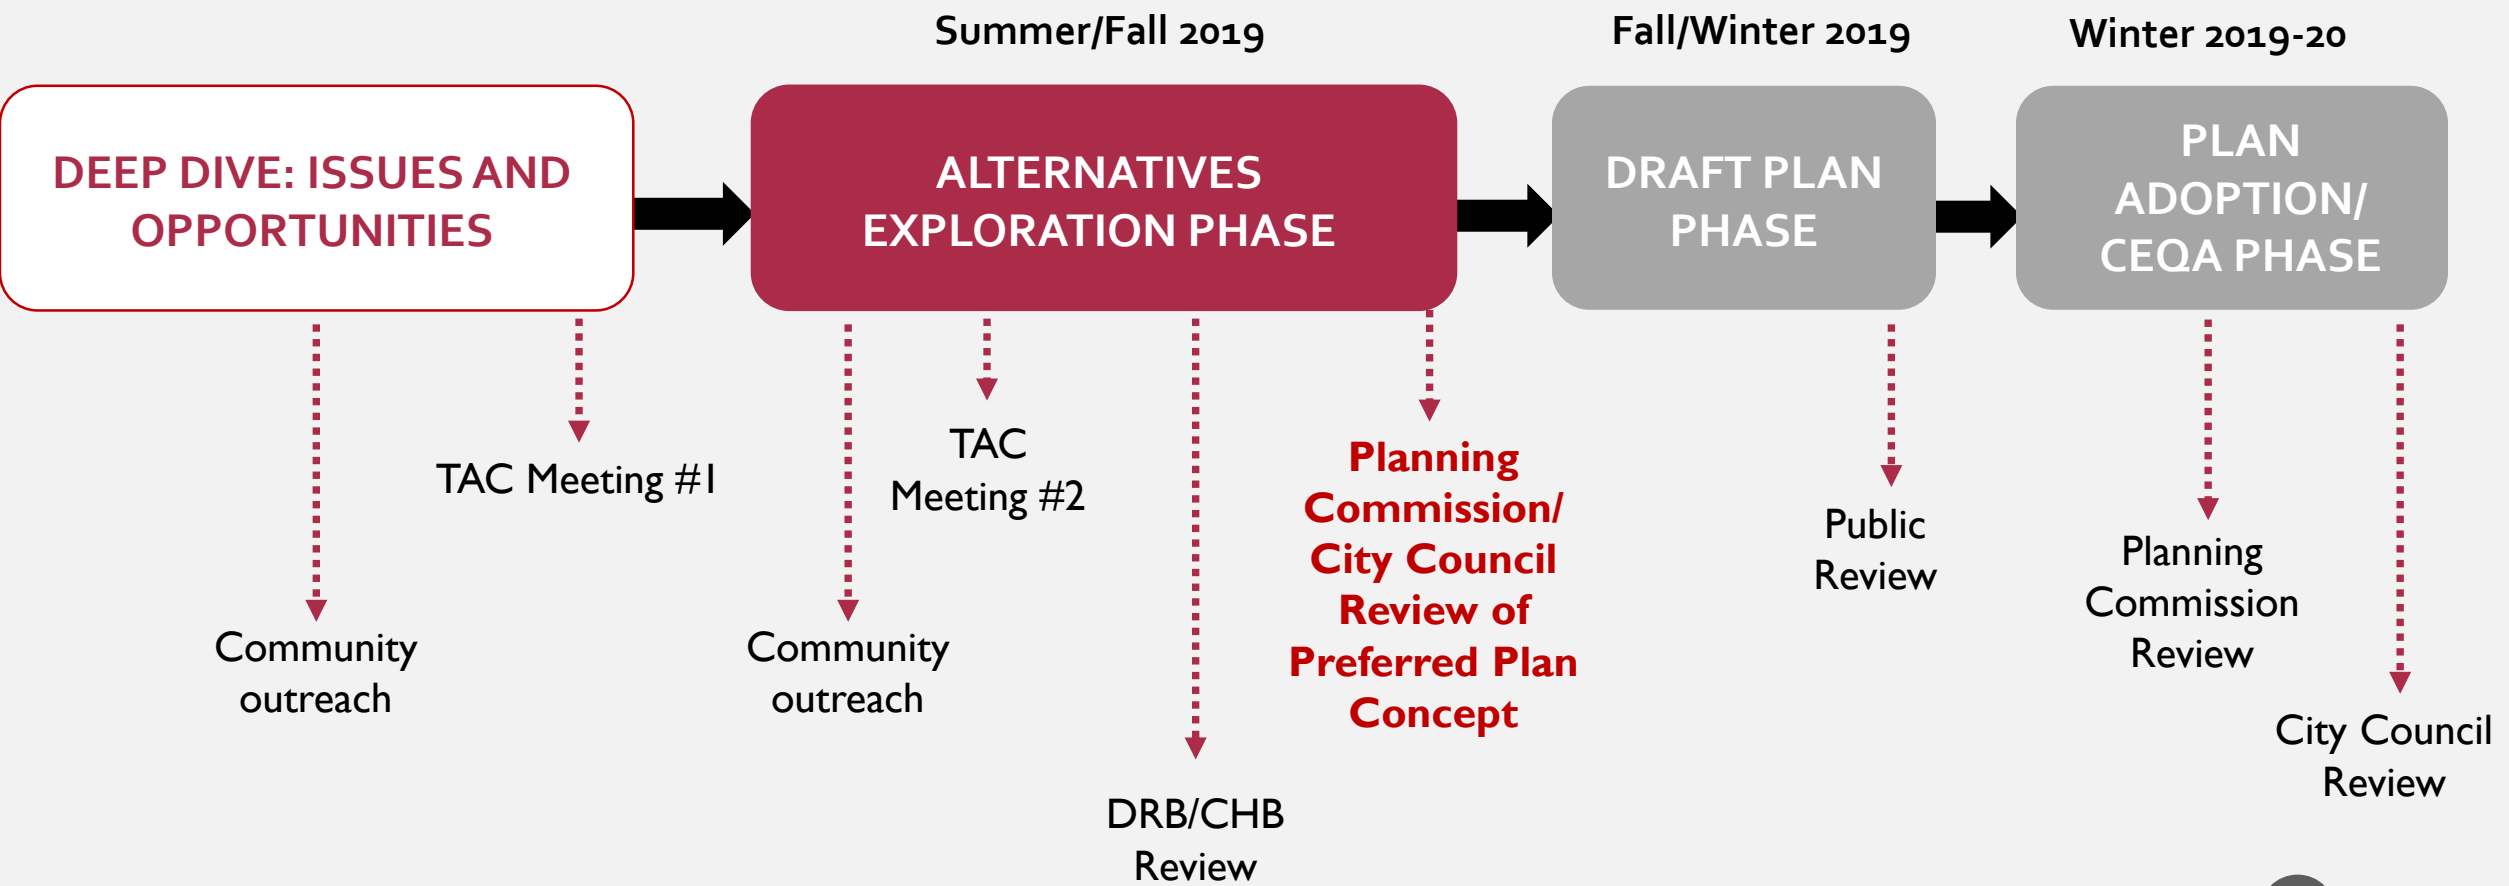 Summer/Fall 2019
Fall/Winter 2019
Winter 2019-20
DEEP DIVE: ISSUES AND
OPPORTUNITIES
ALTERNATIVES
EXPLORATION PHASE
DRAFT PLAN
PHASE
PLAN
ADOPTION/
CEQA PHASE
Community
outreach
TAC Meeting #1
Community
outreach
TAC
Meeting #2
DRB/CHB
Review
Planning
Commission/
City Council
Review of
Preferred Plan
Concept
Public
Review
Planning
Commission
Review
City Council
Review